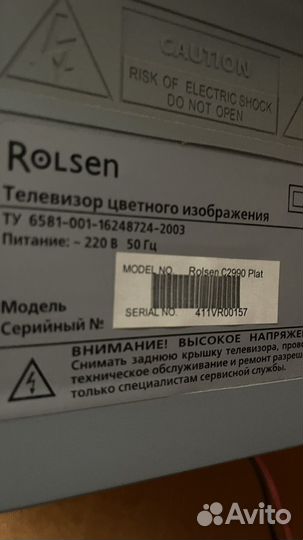 CAUTION
RISK OF ELECTRIC SHOCK
DO NOT OPEN
ROLSEN
Телевизор цветного изображения
ТУ 6581-001-16248724-2003
Питание: ~ 220 В 50 Гц
MODEL NO. Rolsen C2990 Plat
Модель
SERIAL NO. 411VR00157
Серийный №
ВНИМАНИЕ! ВЫСОКОЕ НАПРЯЖЕ
Снимать заднюю крышку телевизора, прово
техническое обслуживание и ремонт разреш
только специалистам сервисной службы.
Avito